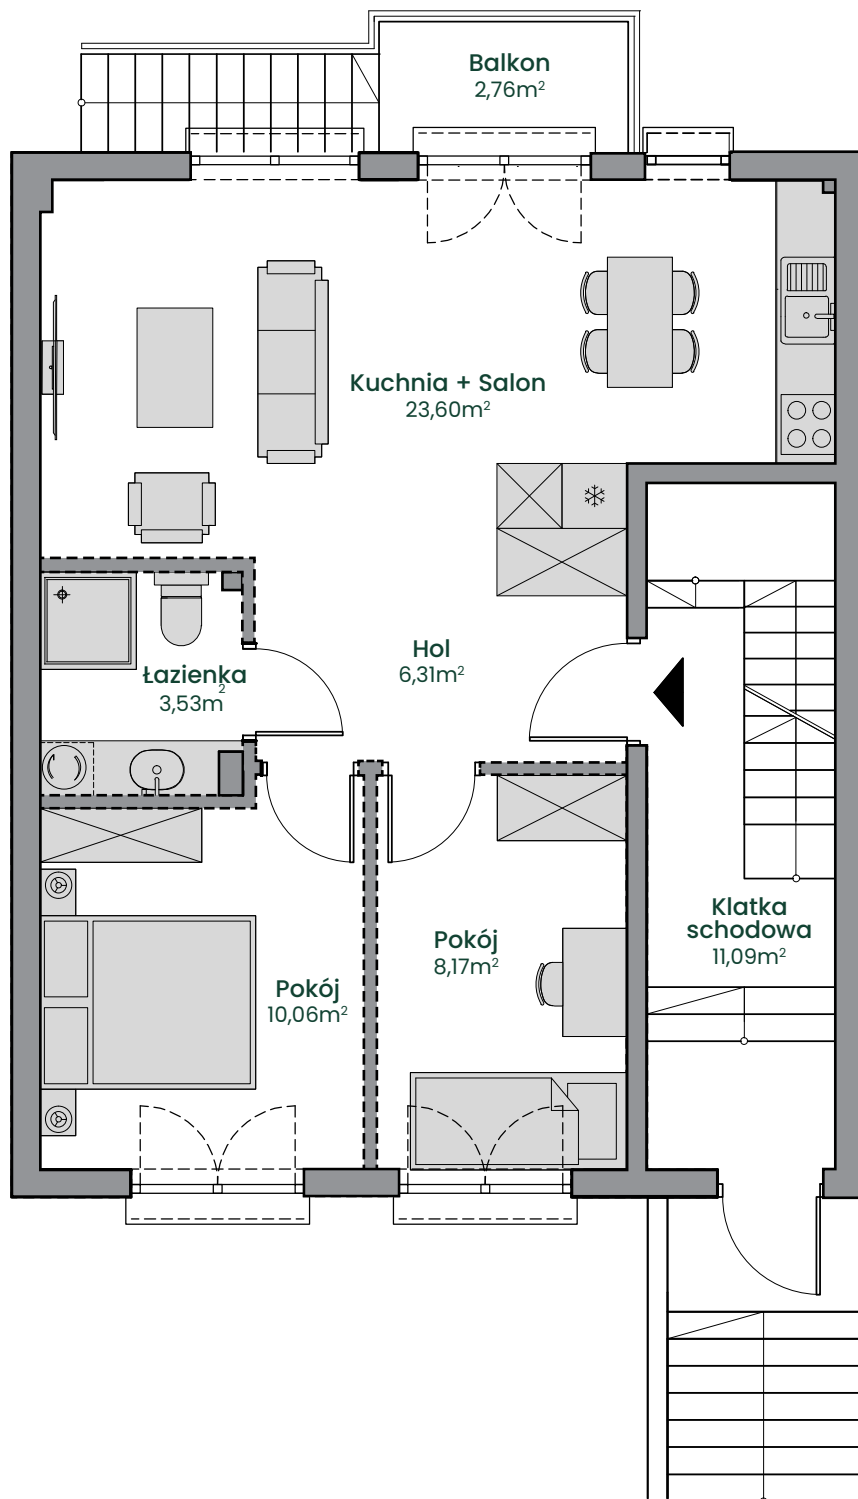 Balkon
2,76m²
Kuchnia + Salon
23,60m²
Hol
6,31m²
Łazienka
3,53m²
Klatka
schodowa
11,09m²
Pokój
8,17m²
Pokój
10,06m²